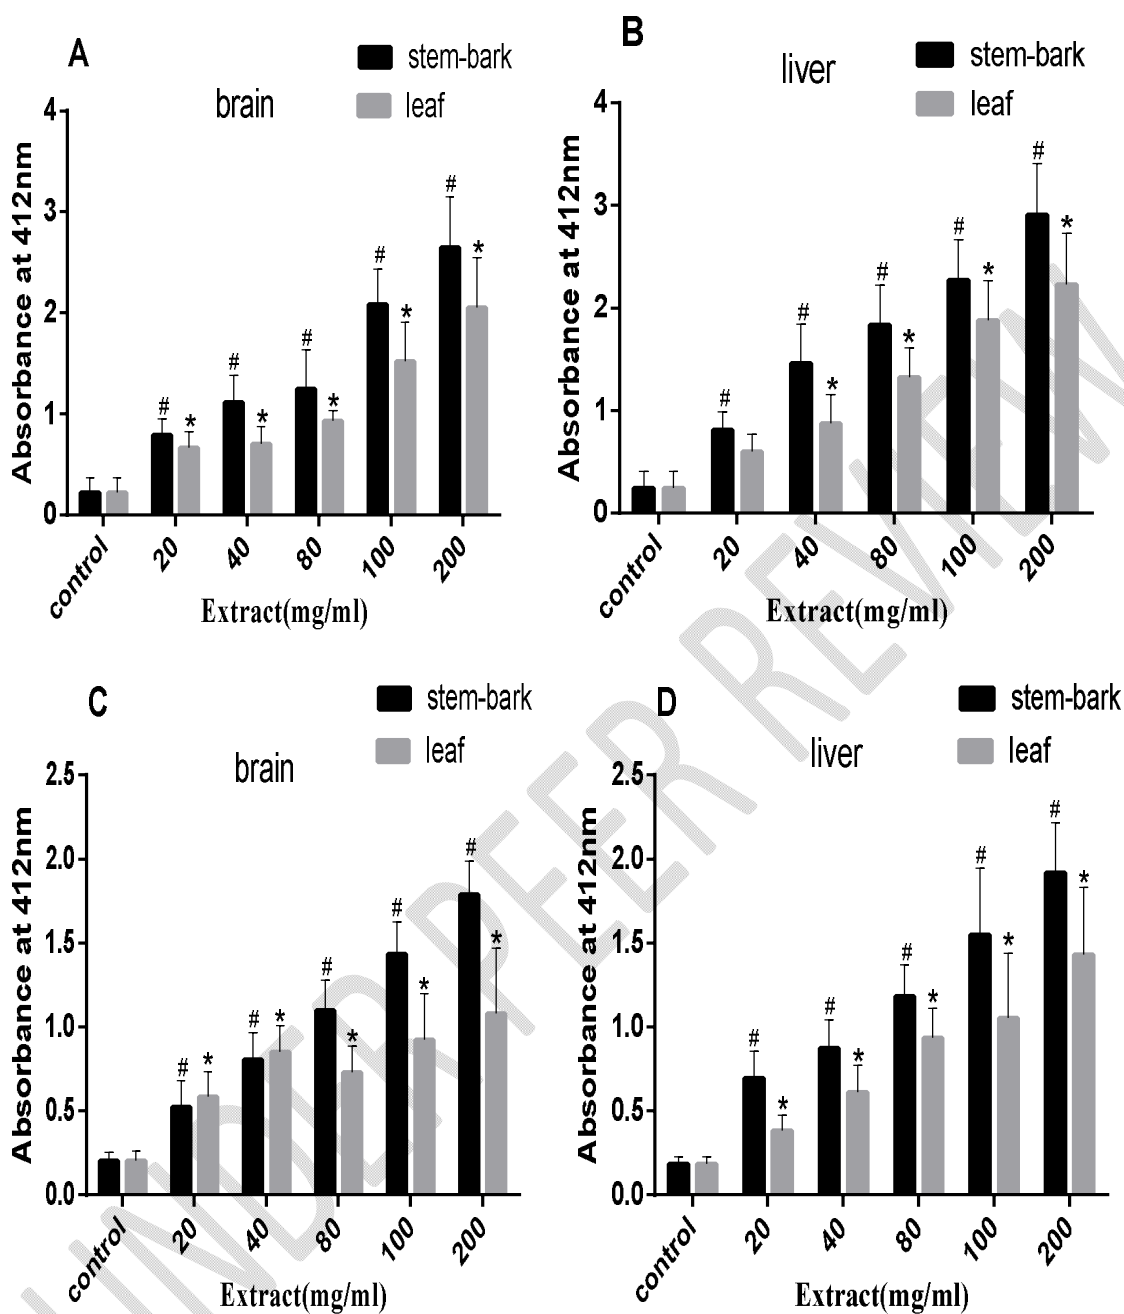 A
stem-bark
leaf
brain
Absorbance at 412nm
4
3
2
1
0
#
#
#
#
#
*
*
*
*
*
control
20
40
80
100
200
Extract(mg/ml)
B
stem-bark
leaf
liver
Absorbance at 412nm
4
3
2
1
0
#
#
#
#
#
*
*
*
*
control
20
40
80
100
200
Extract(mg/ml)
C
stem-bark
leaf
brain
Absorbance at 412nm
2.5
2.0
1.5
1.0
0.5
0.0
#
#
#
#
#
*
*
*
*
*
control
20
40
80
100
200
Extract(mg/ml)
D
stem-bark
leaf
liver
Absorbance at 412nm
2.5
2.0
1.5
1.0
0.5
0.0
#
#
#
#
#
*
*
*
*
*
control
20
40
80
100
200
Extract(mg/ml)
UNDER PEER REVIEW